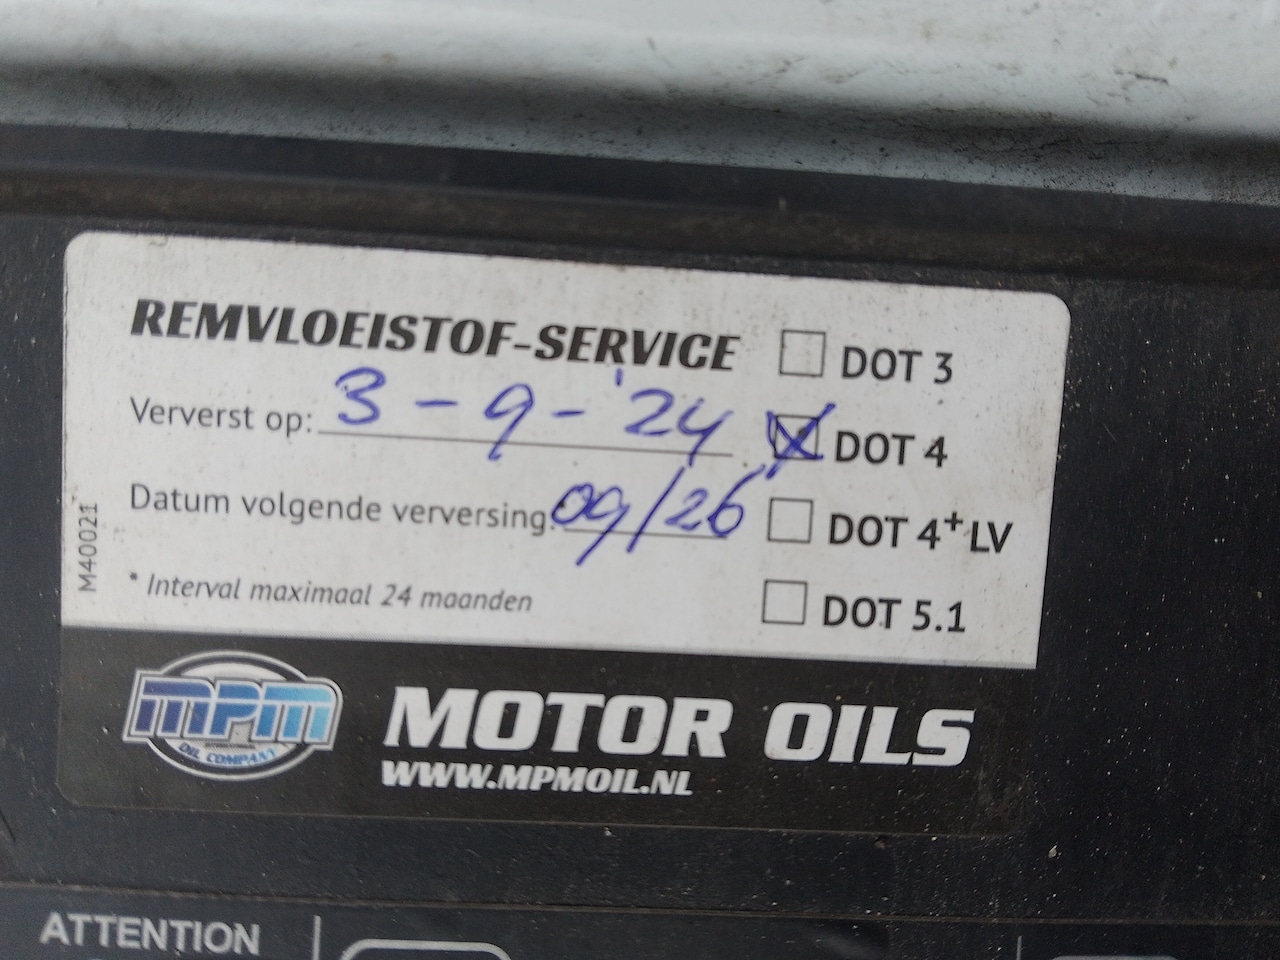 REMVLOEISTOF-SERVICE
Ververst op: 3-9-'24
Datum volgende verversing: 09/26
* Interval maximaal 24 maanden
DOT 3
DOT 4
DOT 4+ LV
DOT 5.1
M40021
mpm
INTERNATIONAL
OIL COMPANY
MOTOR OILS
WWW.MPMOIL.NL
ATTENTION